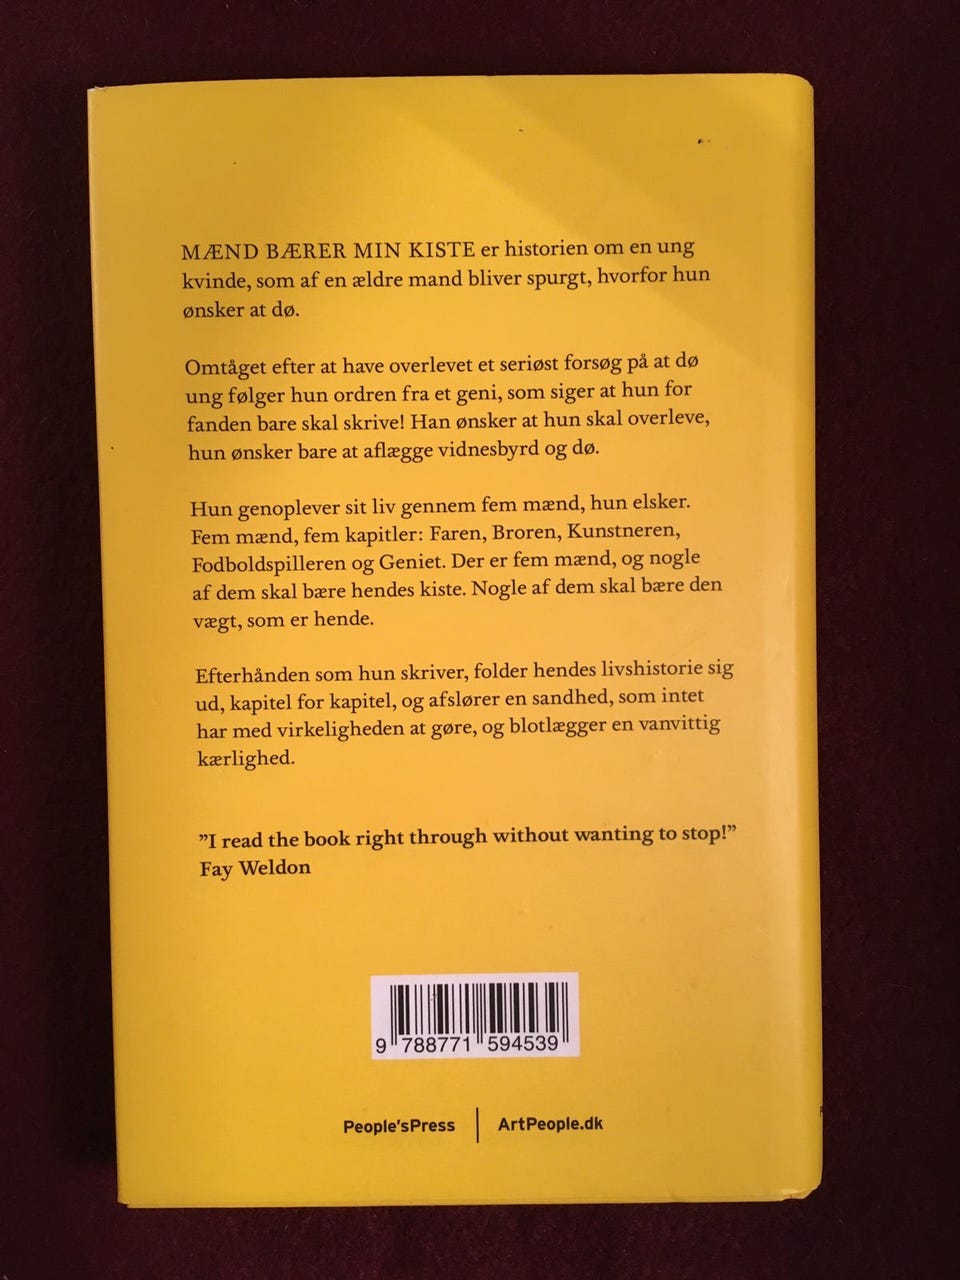 MÆND BÆRER MIN KISTE er historien om en ung
kvinde, som af en ældre mand bliver spurgt, hvorfor hun
ønsker at dø.
Omtåget efter at have overlevet et seriøst forsøg på at dø
ung følger hun ordren fra et geni, som siger at hun for
fanden bare skal skrive! Han ønsker at hun skal overleve,
hun ønsker bare at aflægge vidnesbyrd og dø.
Hun genoplever sit liv gennem fem mænd, hun elsker.
Fem mænd, fem kapitler: Faren, Broren, Kunstneren,
Fodboldspilleren og Geniet. Der er fem mænd, og nogle
af dem skal bære hendes kiste. Nogle af dem skal bære den
vægt, som er hende.
Efterhånden som hun skriver, folder hendes livshistorie sig
ud, kapitel for kapitel, og afslører en sandhed, som intet
har med virkeligheden at gøre, og blotlægger en vanvittig
kærlighed.
”I read the book right through without wanting to stop!”
Fay Weldon
9 788771 594539
People'sPress | ArtPeople.dk